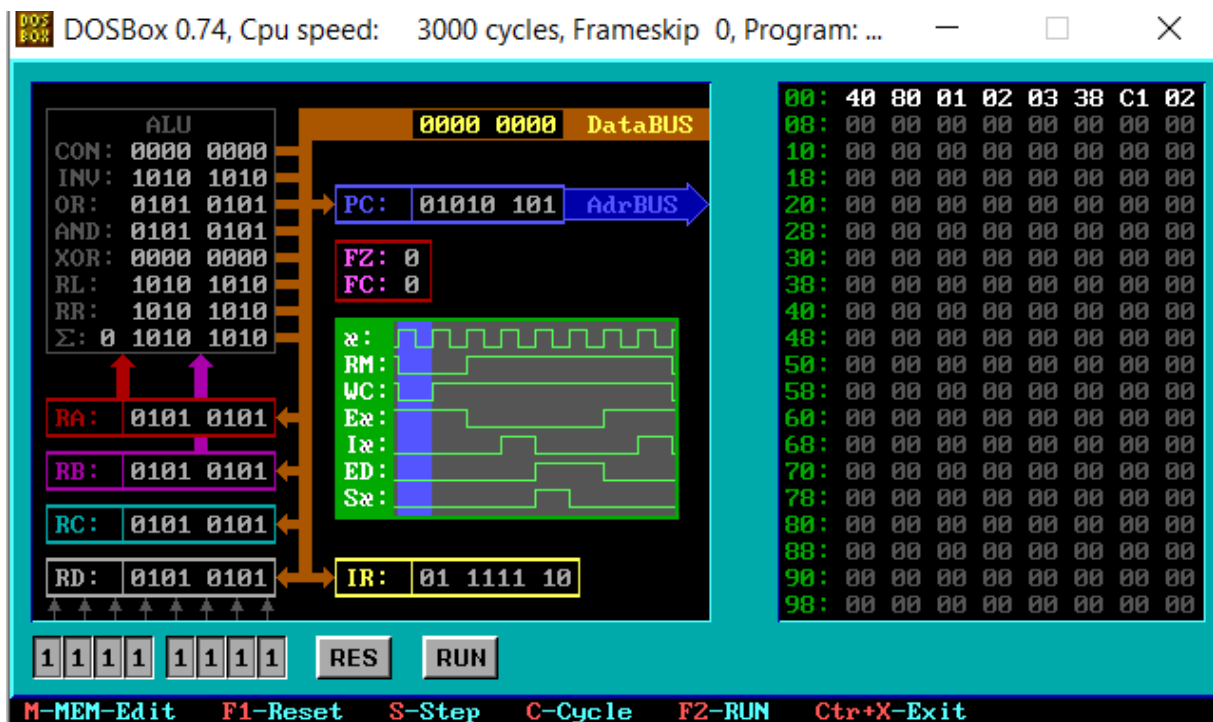 DOS BOX DOSBox 0.74, Cpu speed: 3000 cycles, Frameskip 0, Program: ...
ALU
CON: 0000 0000
INV: 1010 1010
OR: 0101 0101
AND: 0101 0101
XOR: 0000 0000
RL: 1010 1010
RR: 1010 1010
Σ: 0 1010 1010
RA: 0101 0101
RB: 0101 0101
RC: 0101 0101
RD: 0101 0101
0000 0000 DataBUS
PC: 01010 101 AdrBUS
FZ: 0
FC: 0
æ:
RM:
WC:
Eæ:
Iæ:
ED:
Sæ:
IR: 01 1111 10
00: 40 80 01 02 03 38 C1 02
08: 00 00 00 00 00 00 00 00
10: 00 00 00 00 00 00 00 00
18: 00 00 00 00 00 00 00 00
20: 00 00 00 00 00 00 00 00
28: 00 00 00 00 00 00 00 00
30: 00 00 00 00 00 00 00 00
38: 00 00 00 00 00 00 00 00
40: 00 00 00 00 00 00 00 00
48: 00 00 00 00 00 00 00 00
50: 00 00 00 00 00 00 00 00
58: 00 00 00 00 00 00 00 00
60: 00 00 00 00 00 00 00 00
68: 00 00 00 00 00 00 00 00
70: 00 00 00 00 00 00 00 00
78: 00 00 00 00 00 00 00 00
80: 00 00 00 00 00 00 00 00
88: 00 00 00 00 00 00 00 00
90: 00 00 00 00 00 00 00 00
98: 00 00 00 00 00 00 00 00
1 1 1 1 1 1 1 1 RES RUN
M-MEM-Edit F1-Reset S-Step C-Cycle F2-RUN Ctr+X-Exit